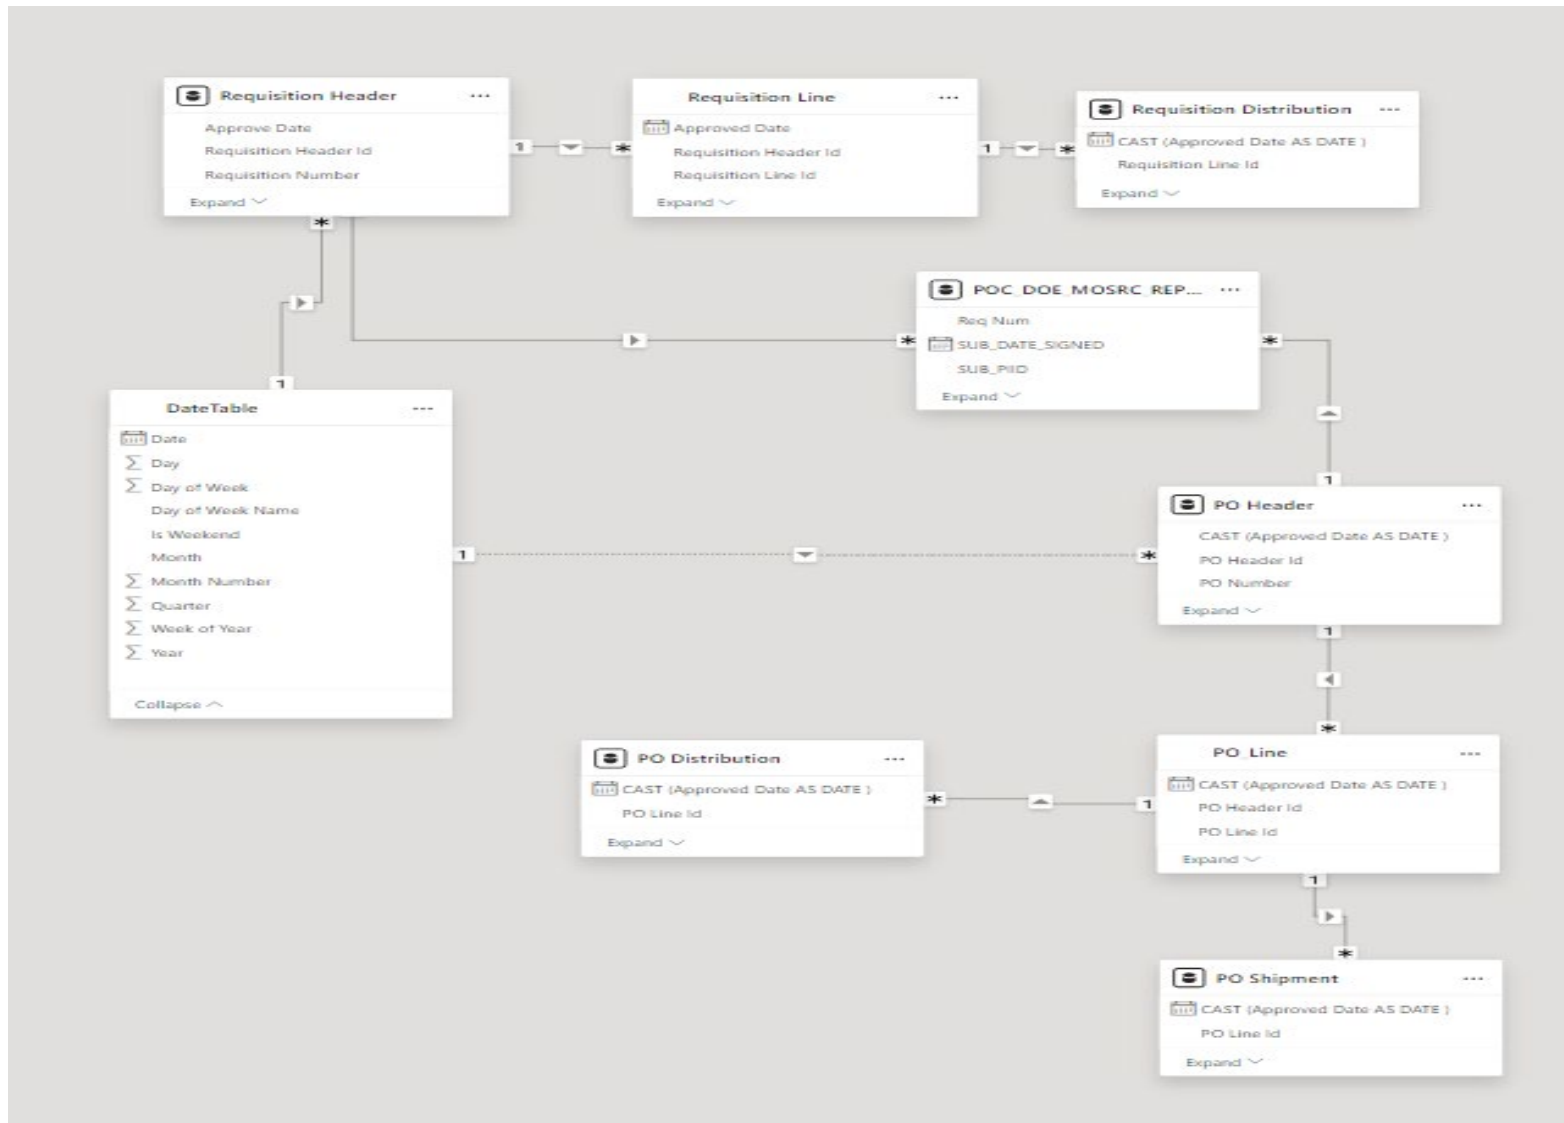 Requisition Header ...
Approve Date
Requisition Header Id
Requisition Number
Expand
Requisition Line ...
Approved Date
Requisition Header Id
Requisition Line Id
Expand
Requisition Distribution ...
CAST (Approved Date AS DATE )
Requisition Line Id
Expand
1 *
1 *
*
1
POC_DOE_MOSRC_REP... ...
Req Num
SUB_DATE_SIGNED
SUB_PIID
Expand
* *
1
DateTable ...
Date
Day
Day of Week
Day of Week Name
Is Weekend
Month
Month Number
Quarter
Week of Year
Year
Collapse
1 *
PO Header ...
CAST (Approved Date AS DATE )
PO Header Id
PO Number
Expand
1
*
PO Distribution ...
CAST (Approved Date AS DATE )
PO Line Id
Expand
* 1
PO_Line ...
CAST (Approved Date AS DATE )
PO Header Id
PO Line Id
Expand
1
*
PO Shipment ...
CAST (Approved Date AS DATE )
PO Line Id
Expand